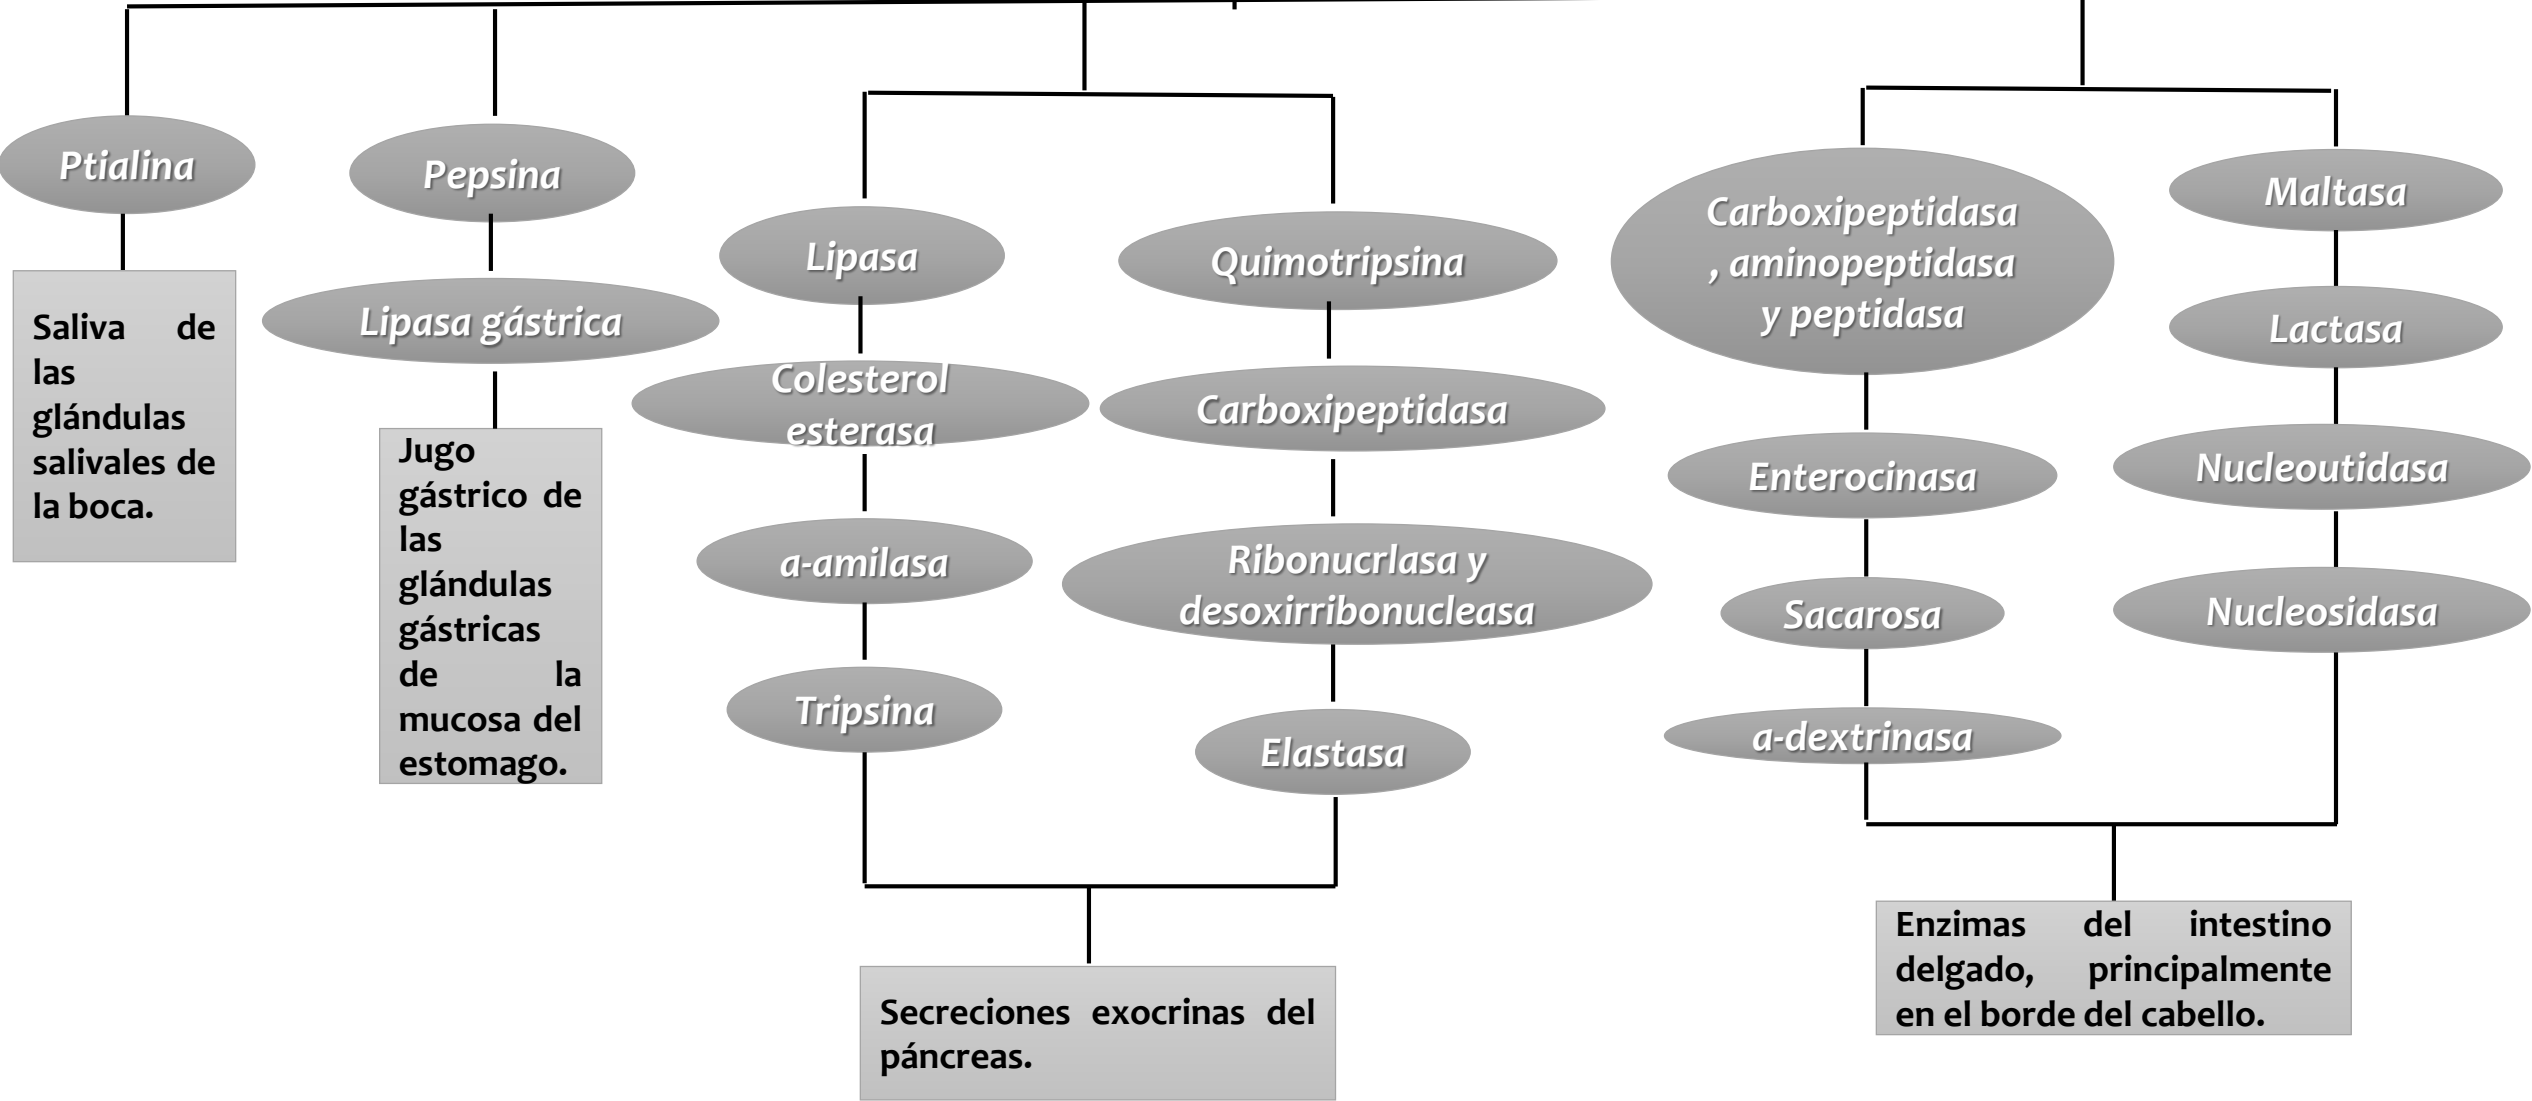 Ptialina
Saliva de
las
glándulas
salivales de
la boca.
Pepsina
Lipasa gástrica
Jugo
gástrico de
las
glándulas
gástricas
de la
mucosa del
estomago.
Lipasa
Colesterol
esterasa
a-amilasa
Tripsina
Quimotripsina
Carboxipeptidasa
Ribonucrlasa y
desoxirribonucleasa
Elastasa
Secreciones exocrinas del
páncreas.
Carboxipeptidasa
, aminopeptidasa
y peptidasa
Enterocinasa
Sacarosa
a-dextrinasa
Maltasa
Lactasa
Nucleoutidasa
Nucleosidasa
Enzimas del intestino
delgado, principalmente
en el borde del cabello.